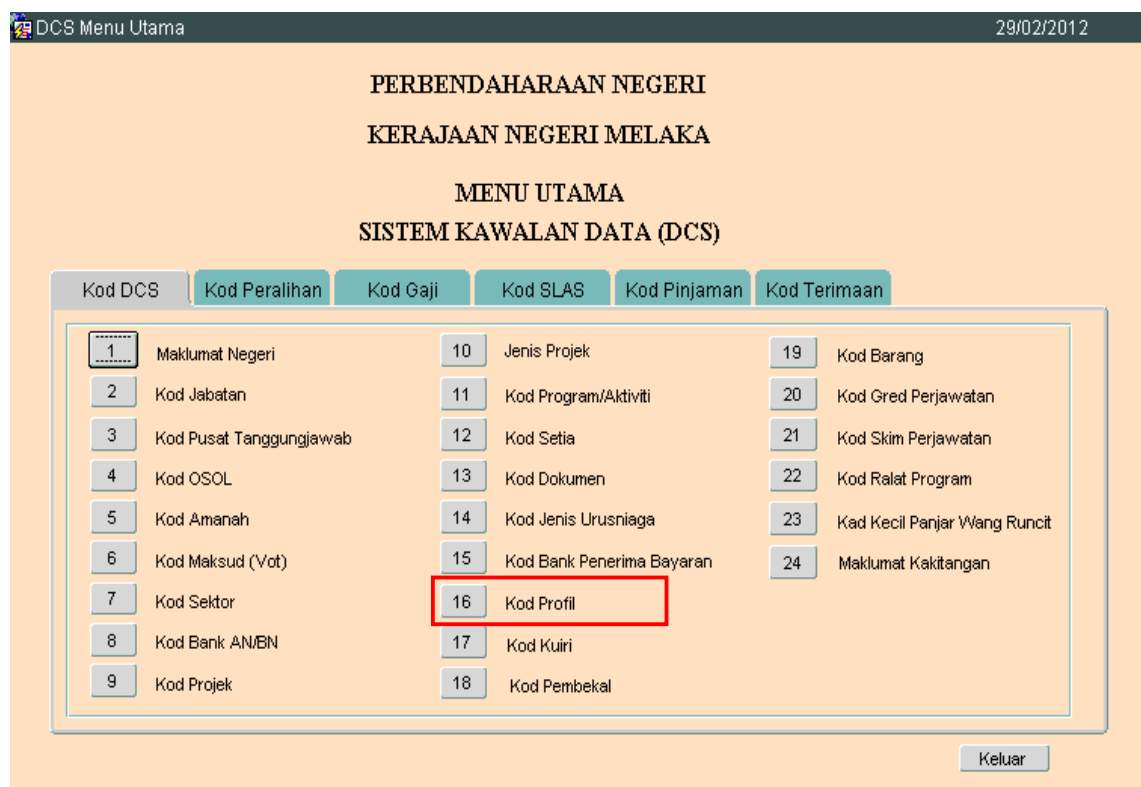 DCS Menu Utama 29/02/2012
PERBENDAHARAAN NEGERI
KERAJAAN NEGERI MELAKA
MENU UTAMA
SISTEM KAWALAN DATA (DCS)
Kod DCS Kod Peralihan Kod Gaji Kod SLAS Kod Pinjaman Kod Terimaan
1 Maklumat Negeri
2 Kod Jabatan
3 Kod Pusat Tanggungjawab
4 Kod OSOL
5 Kod Amanah
6 Kod Maksud (Vot)
7 Kod Sektor
8 Kod Bank AN/BN
9 Kod Projek
10 Jenis Projek
11 Kod Program/Aktiviti
12 Kod Setia
13 Kod Dokumen
14 Kod Jenis Urusniaga
15 Kod Bank Penerima Bayaran
16 Kod Profil
17 Kod Kuiri
18 Kod Pembekal
19 Kod Barang
20 Kod Gred Perjawatan
21 Kod Skim Perjawatan
22 Kod Ralat Program
23 Kad Kecil Panjar Wang Runcit
24 Maklumat Kakitangan
Keluar